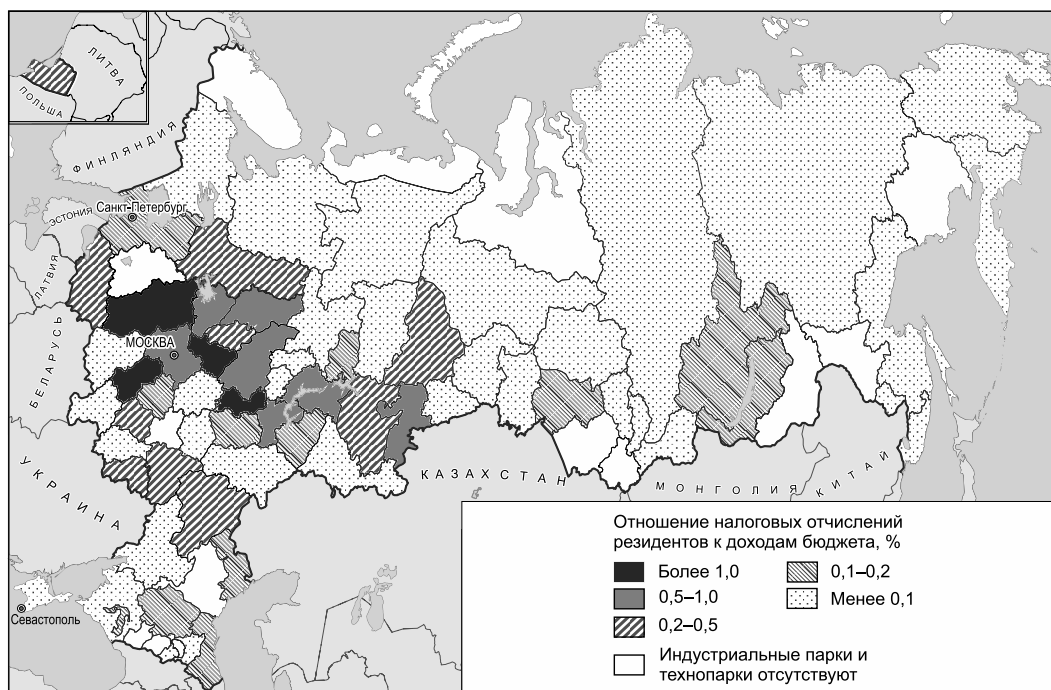 ЛИТВА
ПОЛЬША
ФИНЛЯНДИЯ
ЭСТОНИЯ
Санкт-Петербург
ЛАТВИЯ
БЕЛАРУСЬ
МОСКВА
УКРАИНА
КАЗАХСТАН
МОНГОЛИЯ
КИТАЙ
Севастополь
Отношение налоговых отчислений
резидентов к доходам бюджета, %
Более 1,0
0,1–0,2
0,5–1,0
Менее 0,1
0,2–0,5
Индустриальные парки и
технопарки отсутствуют